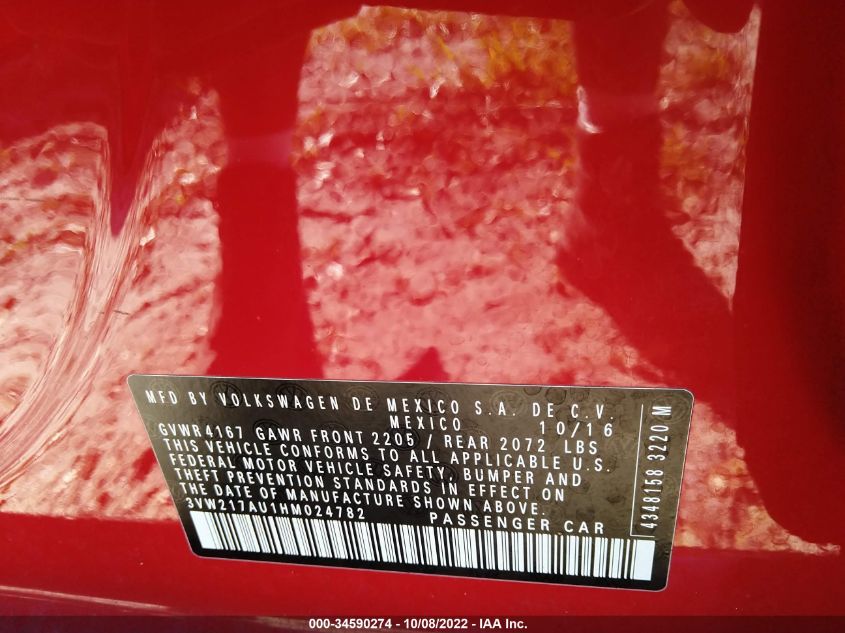 MFD BY VOLKSWAGEN DE MEXICO S.A. DE C.V.
MEXICO 10/16
GVWR 4167 GAWR FRONT 2205 / REAR 2072 LBS
THIS VEHICLE CONFORMS TO ALL APPLICABLE U.S.
FEDERAL MOTOR VEHICLE SAFETY, BUMPER AND
THEFT PREVENTION STANDARDS IN EFFECT ON
THE DATE OF MANUFACTURE SHOWN ABOVE.
3VW217AU1HM024782 PASSENGER CAR
4348158 3220 M
000-34590274 - 10/08/2022 - IAA Inc.